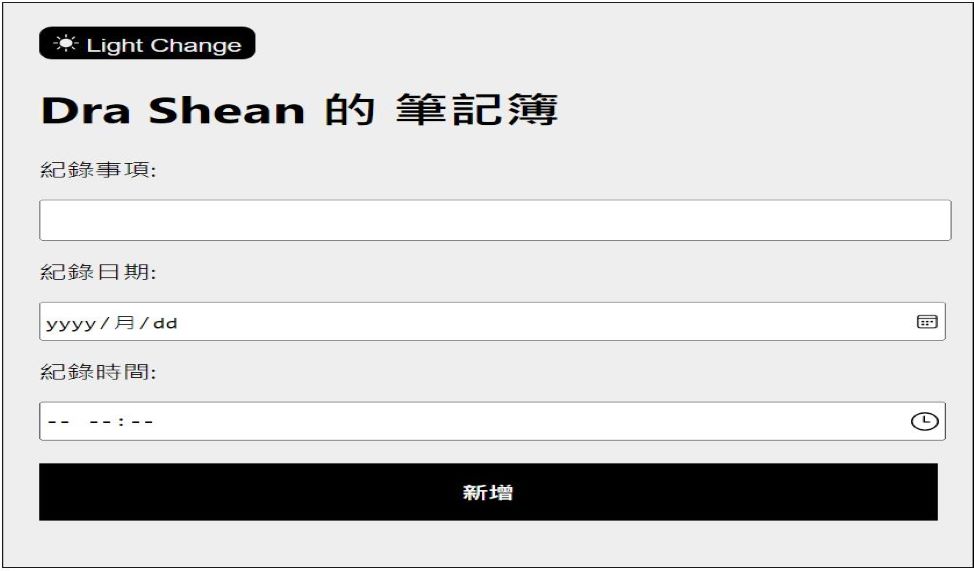 Light Change
Dra Shean 的 筆記簿
紀錄事項:
紀錄日期:
yyyy/月/dd
紀錄時間:
-- --:--
新增